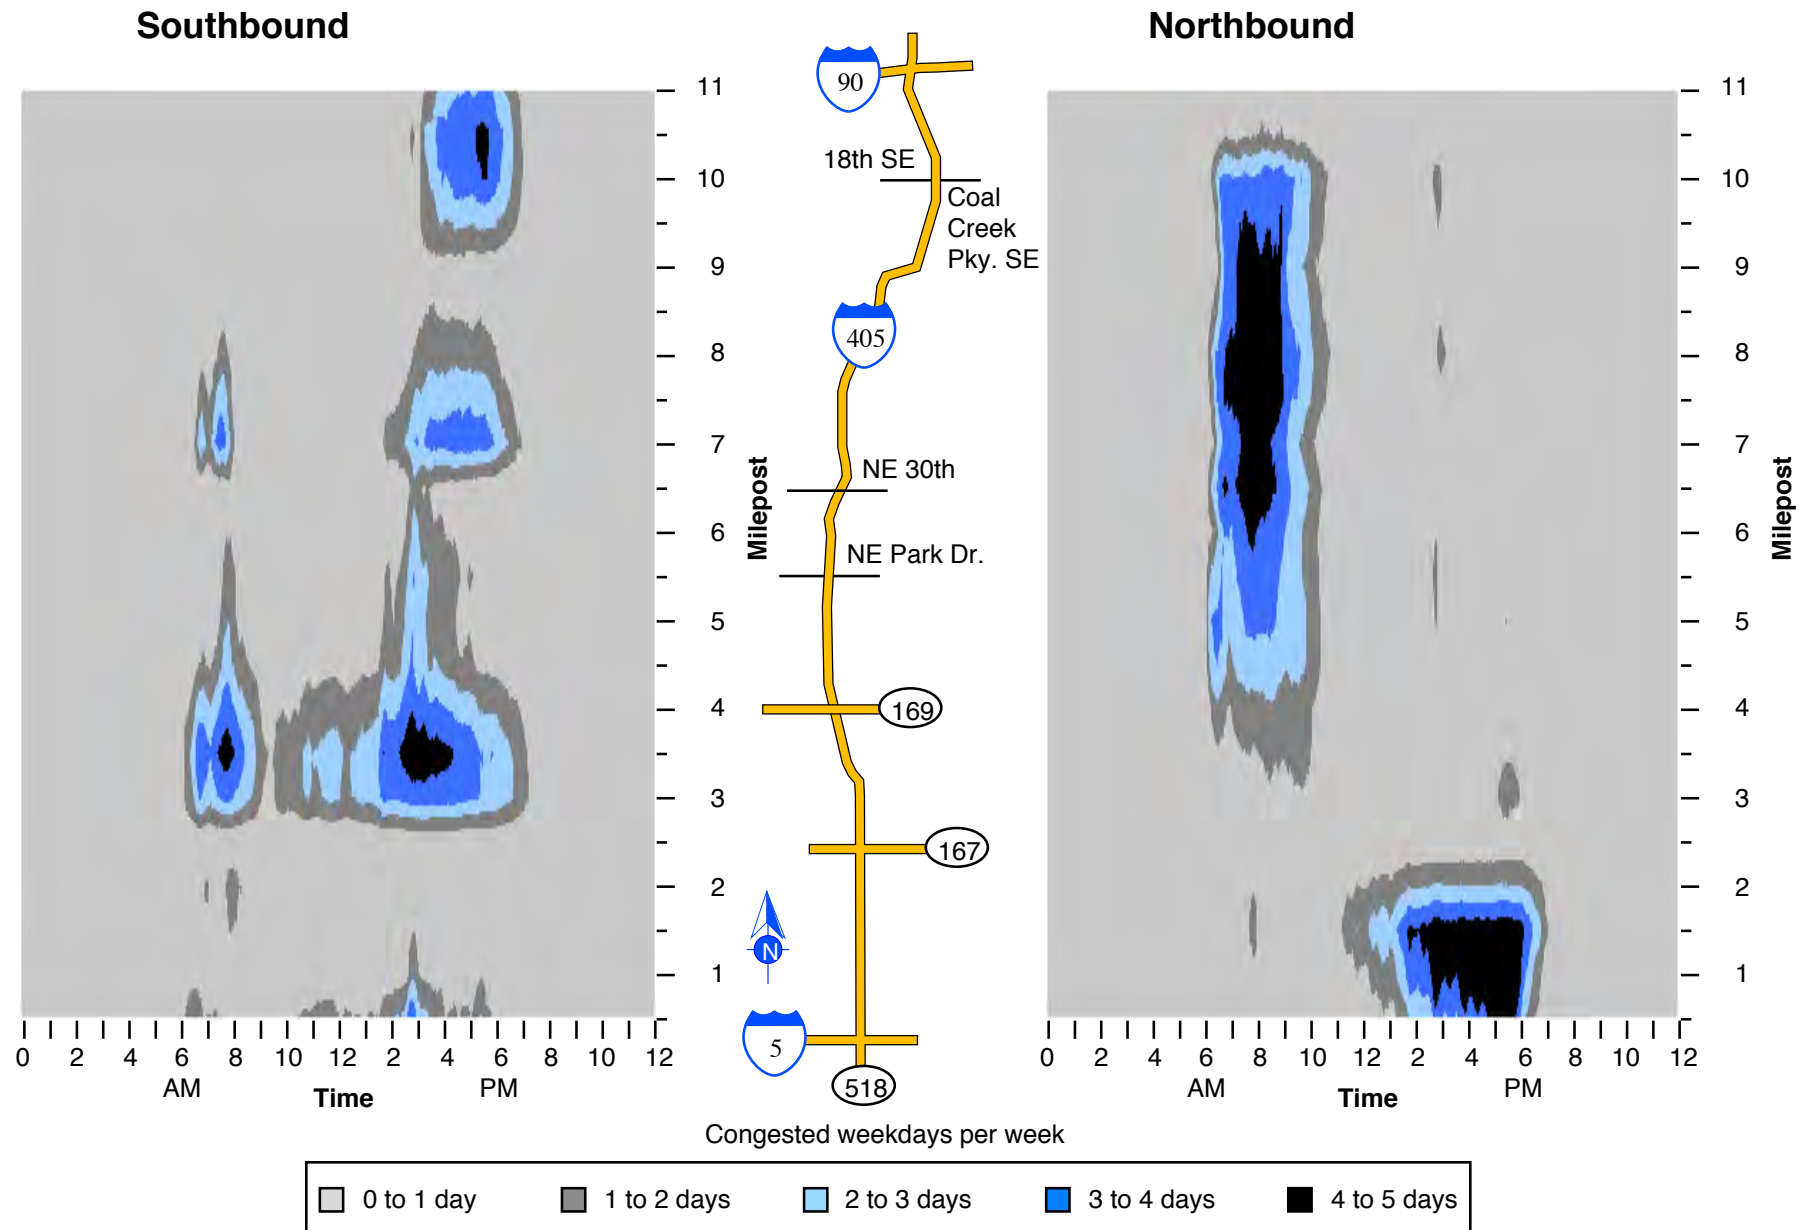 Southbound
Northbound
11
10
9
8
7
6
5
4
3
2
1
0 2 4 6 8 10 12 2 4 6 8 10 12
AM Time PM
Milepost
90
18th SE
Coal
Creek
Pky. SE
405
NE 30th
NE Park Dr.
169
167
N
5
518
11
10
9
8
7
6
5
4
3
2
1
Milepost
0 2 4 6 8 10 12 2 4 6 8 10 12
AM Time PM
Congested weekdays per week
0 to 1 day 1 to 2 days 2 to 3 days 3 to 4 days 4 to 5 days